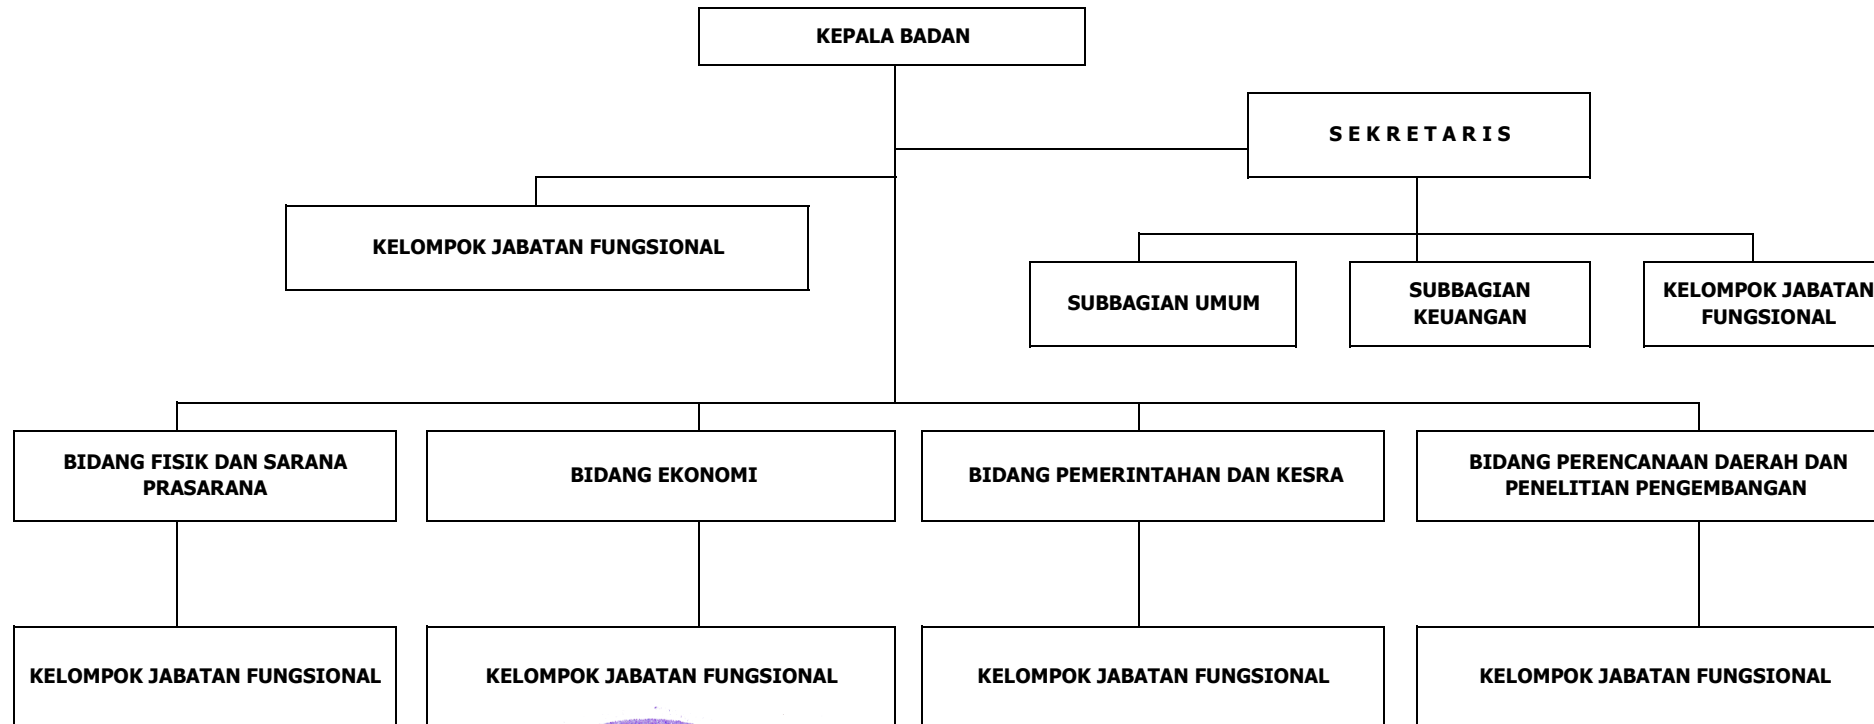 KEPALA BADAN
S E K R E T A R I S
KELOMPOK JABATAN FUNGSIONAL
SUBBAGIAN UMUM
SUBBAGIAN
KEUANGAN
KELOMPOK JABATAN
FUNGSIONAL
BIDANG FISIK DAN SARANA
PRASARANA
BIDANG EKONOMI
BIDANG PEMERINTAHAN DAN KESRA
BIDANG PERENCANAAN DAERAH DAN
PENELITIAN PENGEMBANGAN
KELOMPOK JABATAN FUNGSIONAL
KELOMPOK JABATAN FUNGSIONAL
KELOMPOK JABATAN FUNGSIONAL
KELOMPOK JABATAN FUNGSIONAL